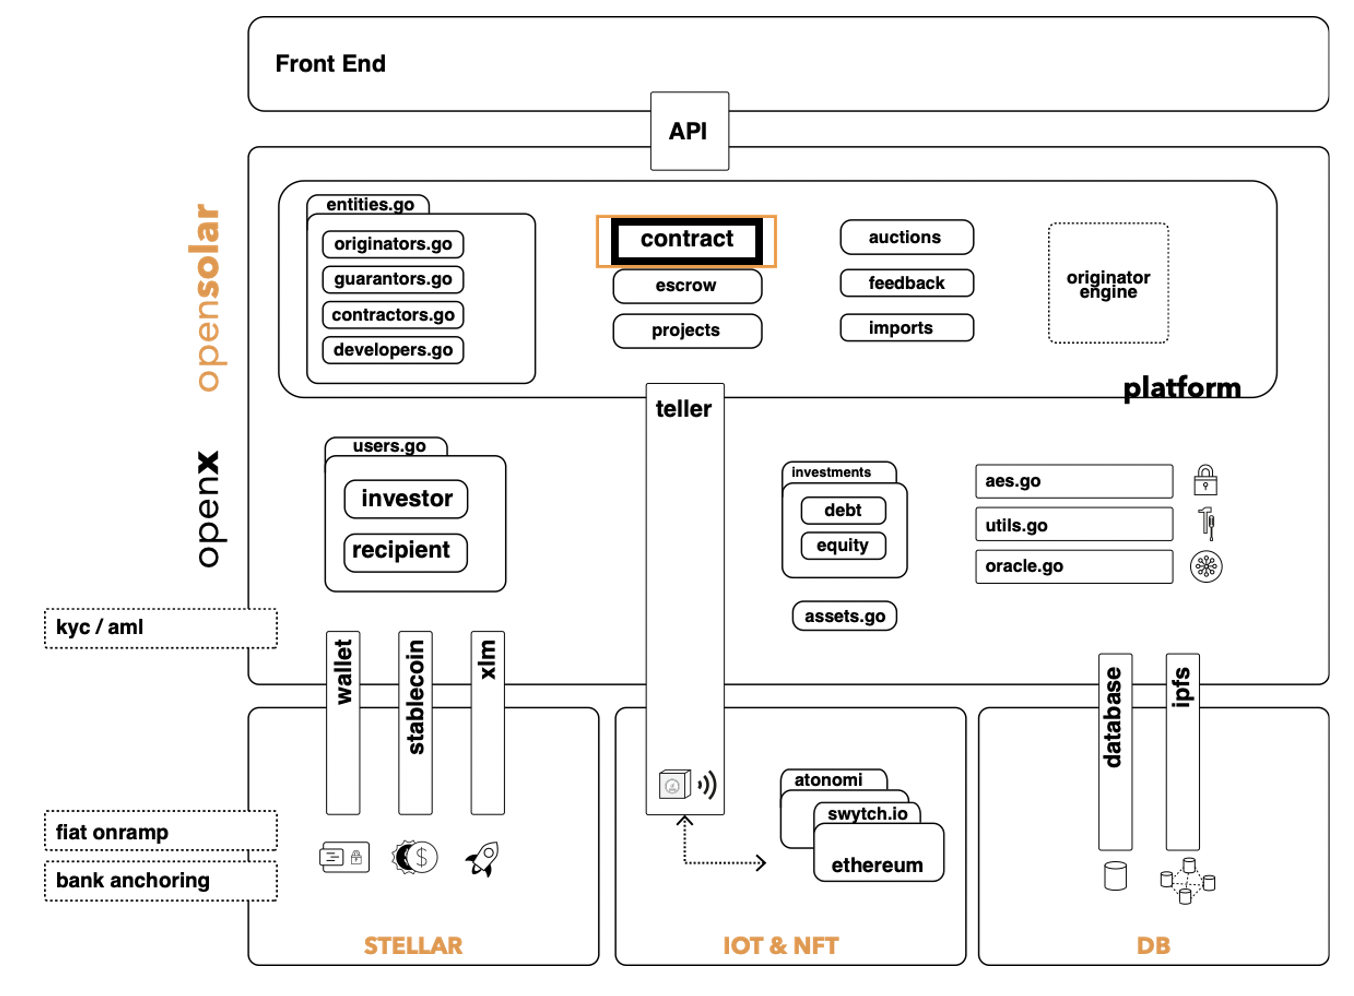 Front End
API
opensolar
entities.go
originators.go
guarantors.go
contractors.go
developers.go
contract
escrow
projects
auctions
feedback
imports
originator
engine
platform
teller
openx
users.go
investor
recipient
investments
debt
equity
assets.go
aes.go
utils.go
oracle.go
kyc / aml
wallet
stablecoin
xlm
database
ipfs
fiat onramp
bank anchoring
$
atonomi
swytch.io
ethereum
STELLAR
IOT & NFT
DB